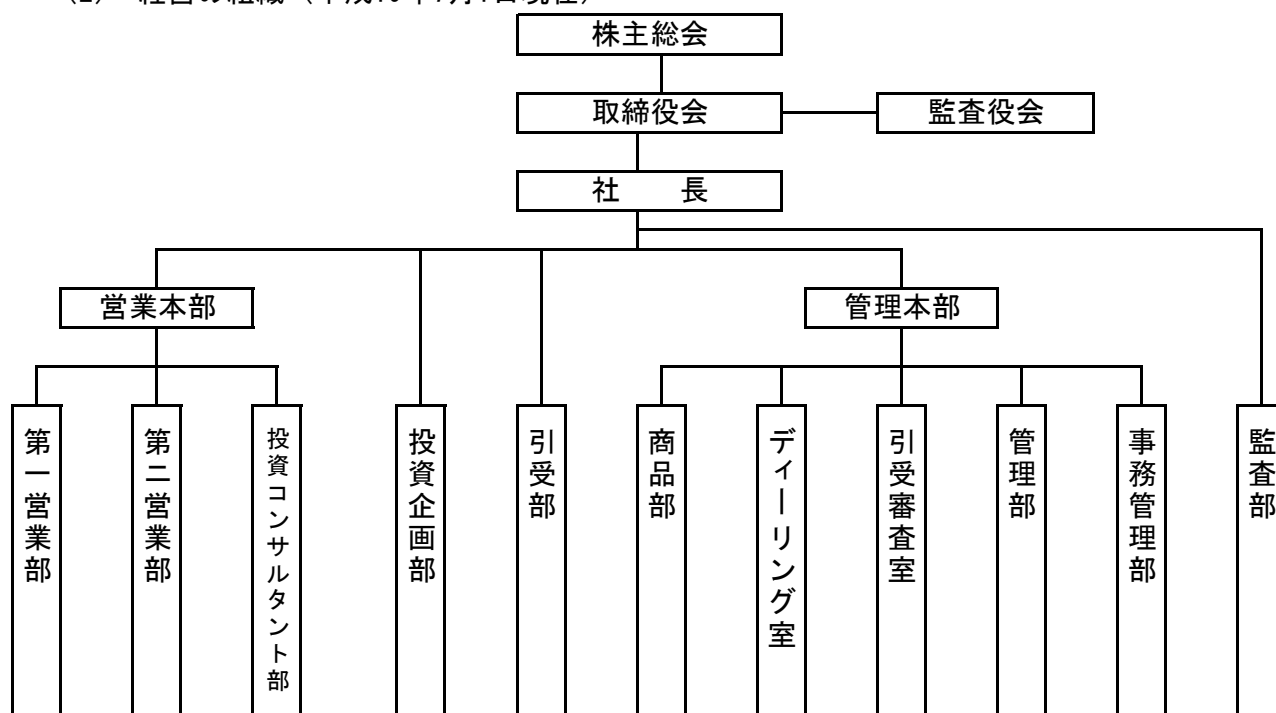 株主総会
取締役会
監査役会
社　　長
営業本部
管理本部
第一営業部
第二営業部
投資コンサルタント部
投資企画部
引受部
商品部
ディーリング室
引受審査室
管理部
事務管理部
監査部